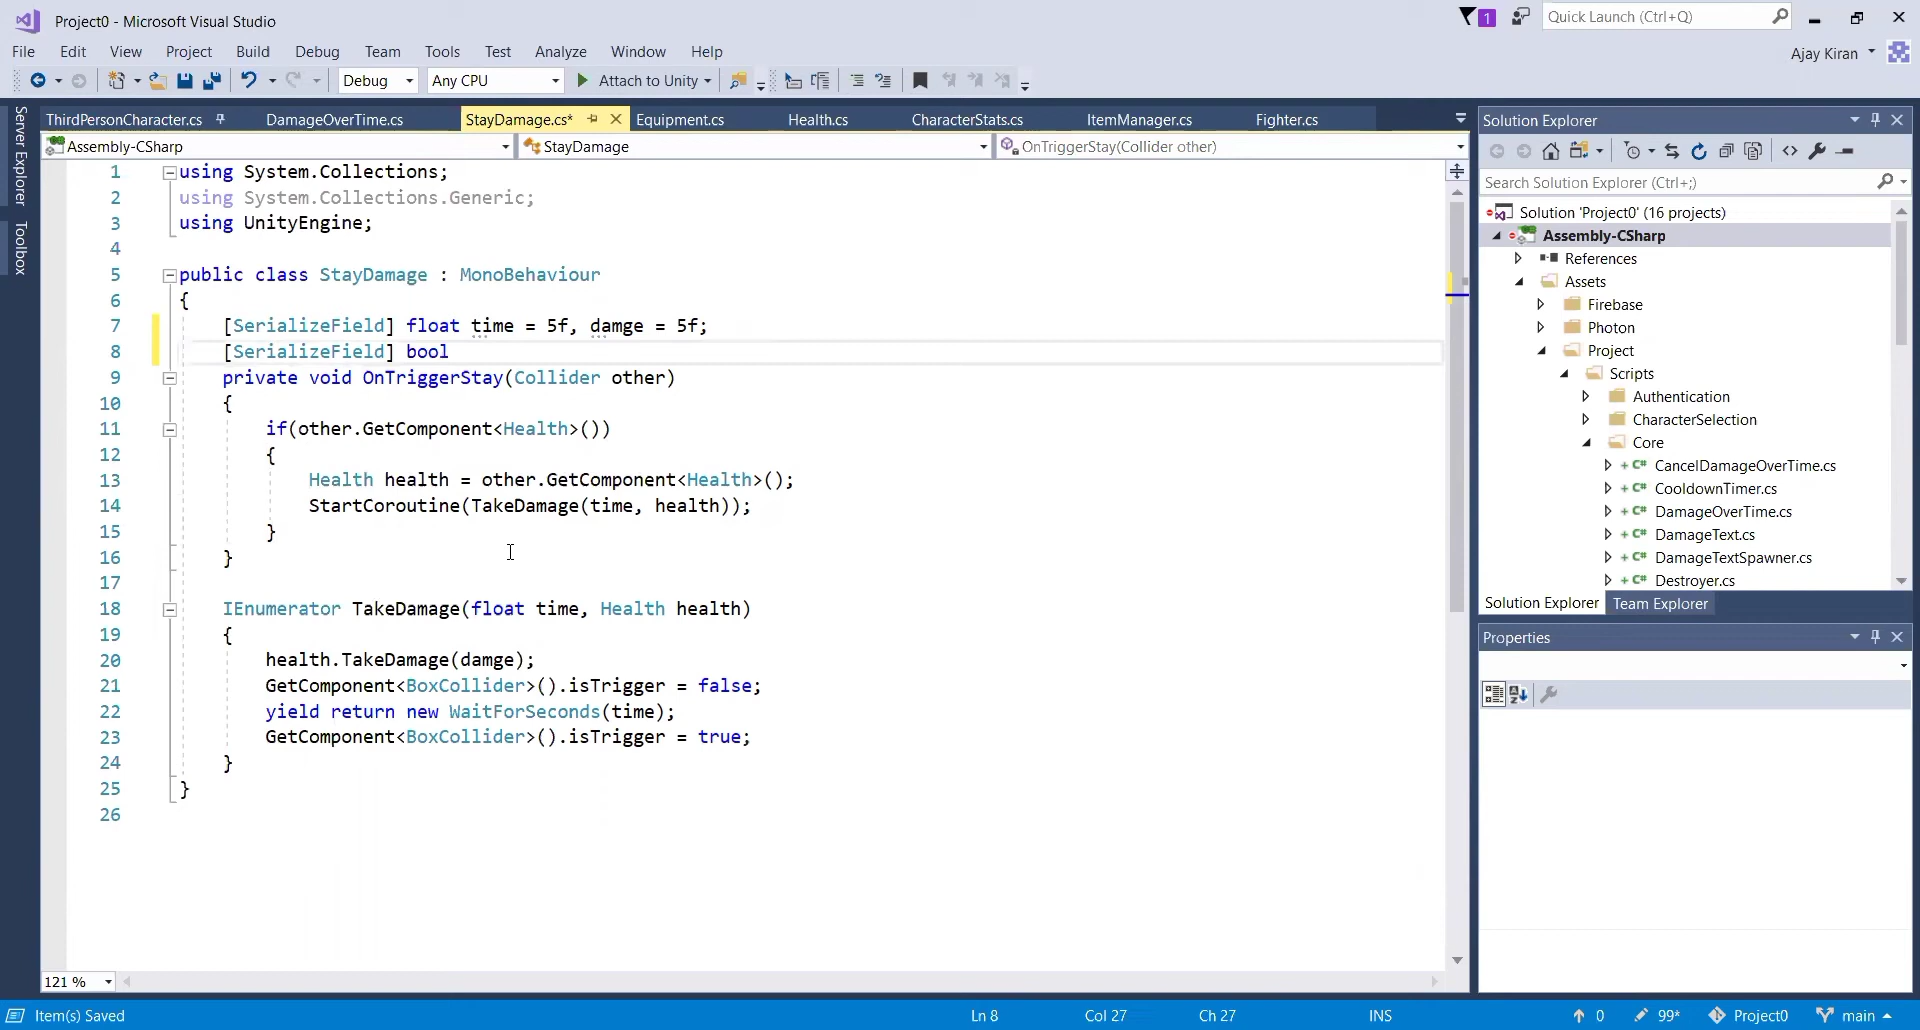 Project0 - Microsoft Visual Studio
1
Quick Launch (Ctrl+Q)
File Edit View Project Build Debug Team Tools Test Analyze Window Help
Ajay Kiran
Debug Any CPU Attach to Unity
Server Explorer
Toolbox
ThirdPersonCharacter.cs DamageOverTime.cs StayDamage.cs* Equipment.cs Health.cs CharacterStats.cs ItemManager.cs Fighter.cs
Assembly-CSharp StayDamage OnTriggerStay(Collider other)
1 using System.Collections;
2 using System.Collections.Generic;
3 using UnityEngine;
4
5 public class StayDamage : MonoBehaviour
6 {
7 [SerializeField] float time = 5f, damge = 5f;
8 [SerializeField] bool
9 private void OnTriggerStay(Collider other)
10 {
11 if(other.GetComponent<Health>())
12 {
13 Health health = other.GetComponent<Health>();
14 StartCoroutine(TakeDamage(time, health));
15 }
16 }
17
18 IEnumerator TakeDamage(float time, Health health)
19 {
20 health.TakeDamage(damge);
21 GetComponent<BoxCollider>().isTrigger = false;
22 yield return new WaitForSeconds(time);
23 GetComponent<BoxCollider>().isTrigger = true;
24 }
25 }
26
121 %
Solution Explorer
Search Solution Explorer (Ctrl+;)
Solution 'Project0' (16 projects)
Assembly-CSharp
References
Assets
Firebase
Photon
Project
Scripts
Authentication
CharacterSelection
Core
C# CancelDamageOverTime.cs
C# CooldownTimer.cs
C# DamageOverTime.cs
C# DamageText.cs
C# DamageTextSpawner.cs
C# Destroyer.cs
Solution Explorer Team Explorer
Properties
Item(s) Saved Ln 8 Col 27 Ch 27 INS 0 99* Project0 main